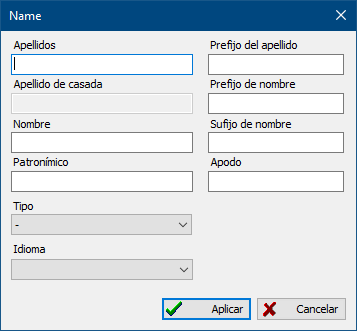 Name
Apellidos
Prefijo del apellido
Apellido de casada
Prefijo de nombre
Nombre
Sufijo de nombre
Patronímico
Apodo
Tipo
-
Idioma
Aplicar
Cancelar